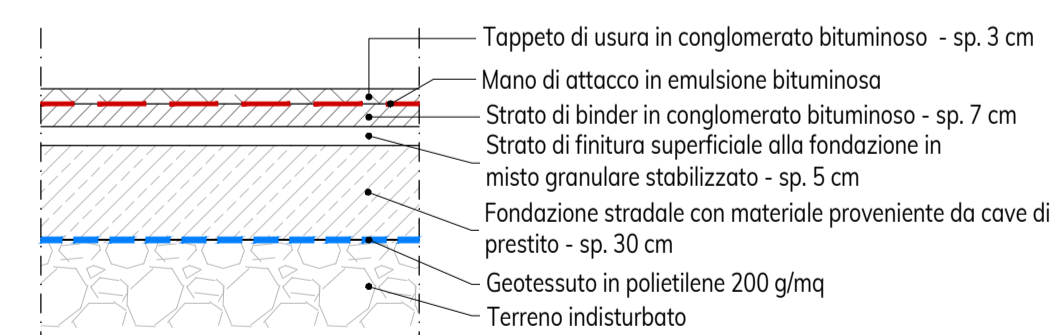 Tappeto di usura in conglomerato bituminoso - sp. 3 cm
Mano di attacco in emulsione bituminosa
Strato di binder in conglomerato bituminoso - sp. 7 cm
Strato di finitura superficiale alla fondazione in
misto granulare stabilizzato - sp. 5 cm
Fondazione stradale con materiale proveniente da cave di
prestito - sp. 30 cm
Geotessuto in polietilene 200 g/mq
Terreno indisturbato